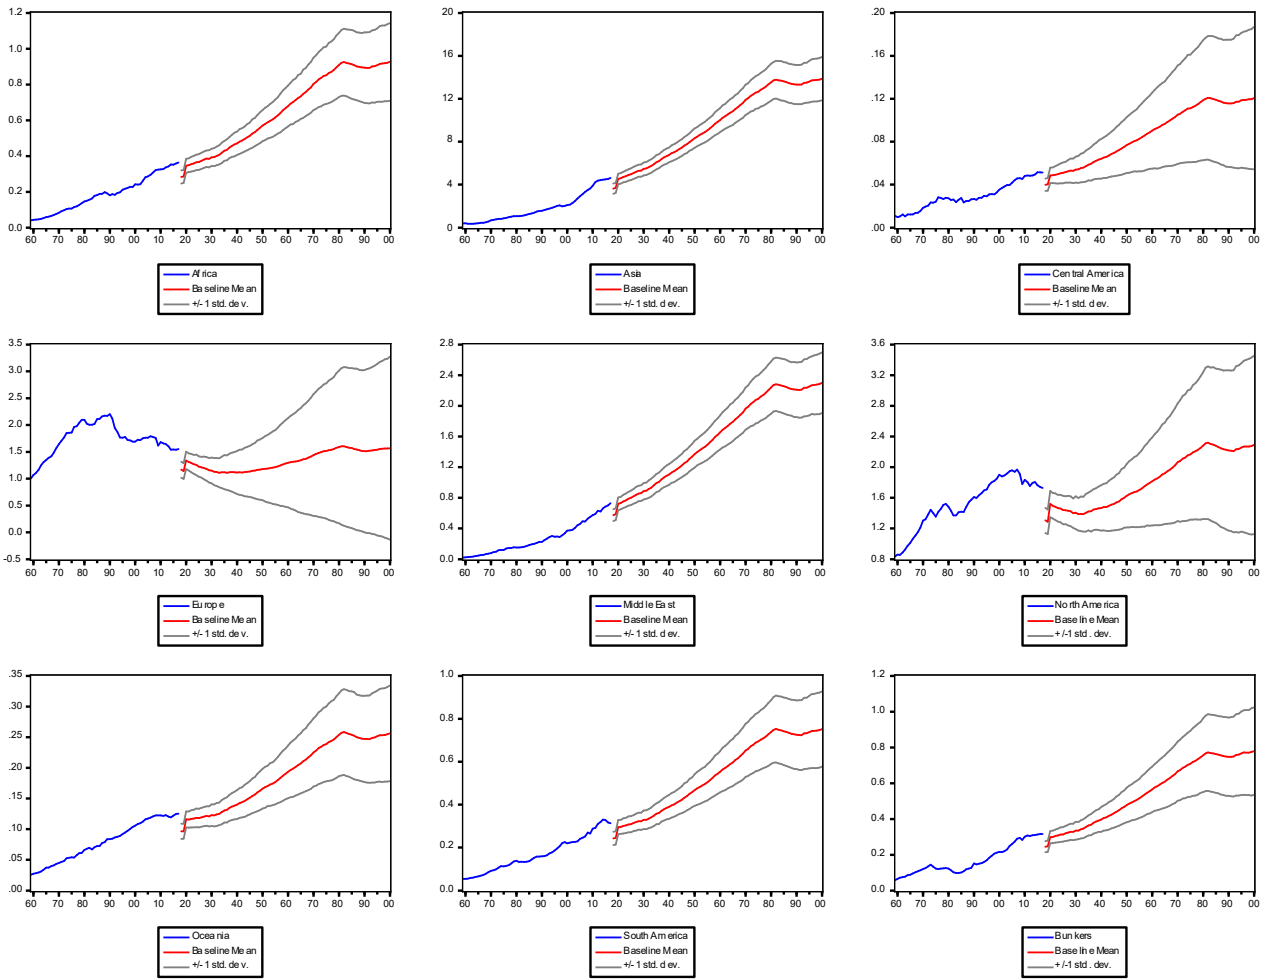 1.2
1.0
0.8
0.6
0.4
0.2
0.0
60 70 80 90 00 10 20 30 40 50 60 70 80 90 00
Africa
Baseline Mean
+/- 1 std. dev.
20
16
12
8
4
0
60 70 80 90 00 10 20 30 40 50 60 70 80 90 00
Asia
Baseline Mean
+/- 1 std. dev.
.20
.16
.12
.08
.04
.00
60 70 80 90 00 10 20 30 40 50 60 70 80 90 00
Central America
Baseline Mean
+/- 1 std. dev.
3.5
3.0
2.5
2.0
1.5
1.0
0.5
0.0
-0.5
60 70 80 90 00 10 20 30 40 50 60 70 80 90 00
Europe
Baseline Mean
+/- 1 std. dev.
2.8
2.4
2.0
1.6
1.2
0.8
0.4
0.0
60 70 80 90 00 10 20 30 40 50 60 70 80 90 00
Middle East
Baseline Mean
+/- 1 std. dev.
3.6
3.2
2.8
2.4
2.0
1.6
1.2
0.8
60 70 80 90 00 10 20 30 40 50 60 70 80 90 00
North America
Baseline Mean
+/-1 std. dev.
.35
.30
.25
.20
.15
.10
.05
.00
60 70 80 90 00 10 20 30 40 50 60 70 80 90 00
Oceania
Baseline Mean
+/- 1 std. dev.
1.0
0.8
0.6
0.4
0.2
0.0
60 70 80 90 00 10 20 30 40 50 60 70 80 90 00
South America
Baseline Mean
+/- 1 std. dev.
1.2
1.0
0.8
0.6
0.4
0.2
0.0
60 70 80 90 00 10 20 30 40 50 60 70 80 90 00
Bunkers
Baseline Mean
+/-1 std. dev.